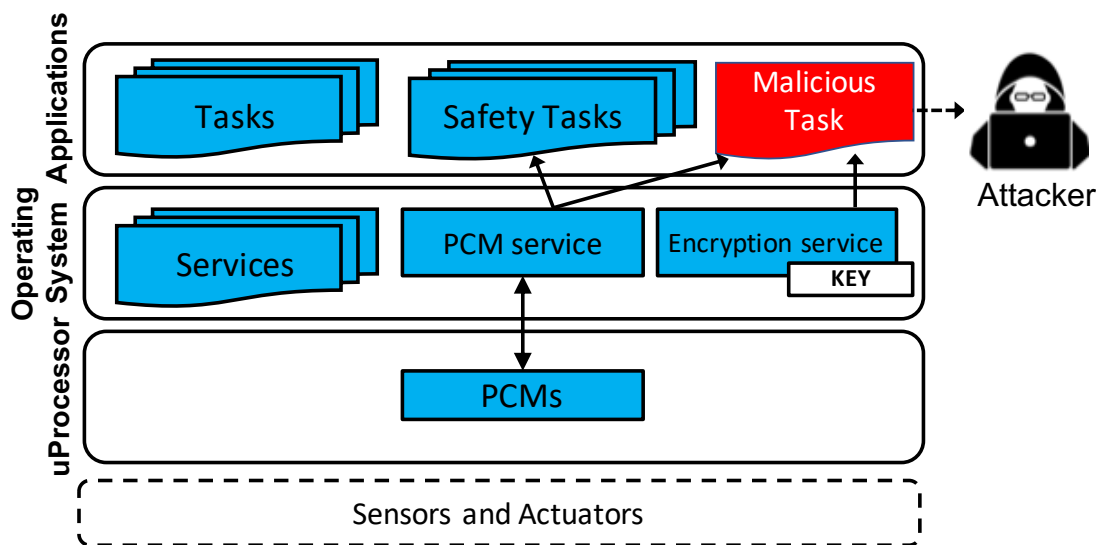 Applications
Tasks
Safety Tasks
Malicious
Task
Attacker
Operating
System
Services
PCM service
Encryption service
KEY
uProcessor
PCMs
Sensors and Actuators